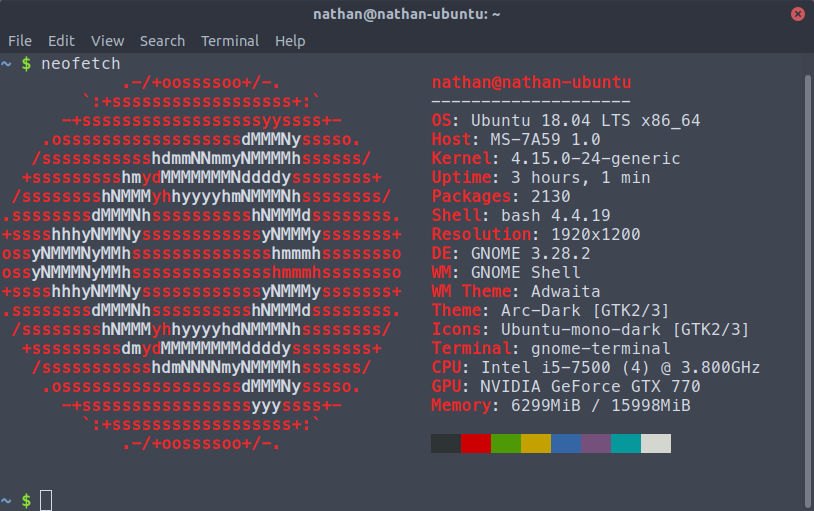 nathan@nathan-ubuntu: ~
File Edit View Search Terminal Help
~ $ neofetch
.-/+oossssoo+/-.
`:+ssssssssssssssssss+:`
-+ssssssssssssssssssyyssss+-
.ossssssssssssssssssdMMMNysssso.
/ssssssssssshdmmNNmmyNMMMMhssssss/
+ssssssssshmydMMMMMMMNddddyssssssss+
/sssssssshNMMMyhhyyyyhmNMMMNhssssssss/
.ssssssssdMMMNhsssssssssshNMMMdssssssss.
+sssshhhyNMMNyssssssssssssyNMMMysssssss+
ossyNMMMNyMMhsssssssssssssshmmmhssssssso
ossyNMMMNyMMhsssssssssssssshmmmhssssssso
+sssshhhyNMMNyssssssssssssyNMMMysssssss+
.ssssssssdMMMNhsssssssssshNMMMdssssssss.
/sssssssshNMMMyhhyyyyhdNMMMNhssssssss/
+sssssssssdmydMMMMMMMMddddyssssssss+
/ssssssssssshdmNNNNmyNMMMMhssssss/
.ossssssssssssssssssdMMMNysssso.
-+sssssssssssssssssyyyssss+-
`:+ssssssssssssssssss+:`
.-/+oossssoo+/-.
nathan@nathan-ubuntu
--------------------
OS: Ubuntu 18.04 LTS x86_64
Host: MS-7A59 1.0
Kernel: 4.15.0-24-generic
Uptime: 3 hours, 1 min
Packages: 2130
Shell: bash 4.4.19
Resolution: 1920x1200
DE: GNOME 3.28.2
WM: GNOME Shell
WM Theme: Adwaita
Theme: Arc-Dark [GTK2/3]
Icons: Ubuntu-mono-dark [GTK2/3]
Terminal: gnome-terminal
CPU: Intel i5-7500 (4) @ 3.800GHz
GPU: NVIDIA GeForce GTX 770
Memory: 6299MiB / 15998MiB
~ $